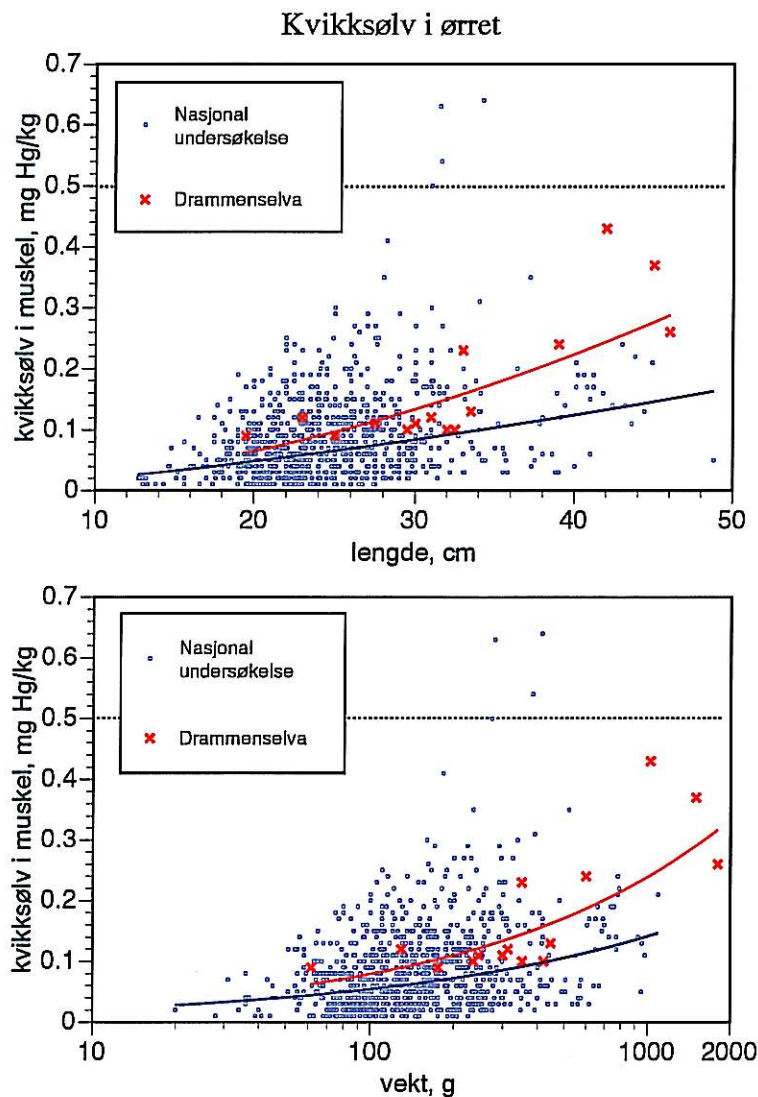 Kvikksølv i ørret
kvikksølv i muskel, mg Hg/kg
0.7
0.6
0.5
0.4
0.3
0.2
0.1
0
Nasjonal
undersøkelse
Drammenselva
10
20
30
40
50
lengde, cm
kvikksølv i muskel, mg Hg/kg
0.7
0.6
0.5
0.4
0.3
0.2
0.1
0
Nasjonal
undersøkelse
Drammenselva
10
100
1000
2000
vekt, g